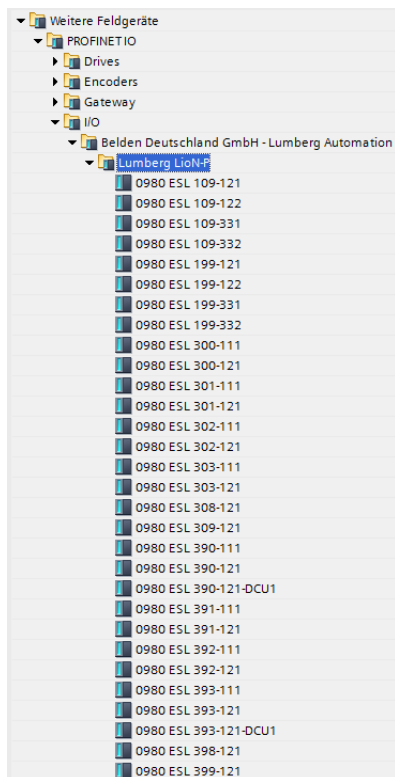 Weitere Feldgeräte
PROFINET IO
Drives
Encoders
Gateway
I/O
Belden Deutschland GmbH - Lumberg Automation
Lumberg LioN-P
0980 ESL 109-121
0980 ESL 109-122
0980 ESL 109-331
0980 ESL 109-332
0980 ESL 199-121
0980 ESL 199-122
0980 ESL 199-331
0980 ESL 199-332
0980 ESL 300-111
0980 ESL 300-121
0980 ESL 301-111
0980 ESL 301-121
0980 ESL 302-111
0980 ESL 302-121
0980 ESL 303-111
0980 ESL 303-121
0980 ESL 308-121
0980 ESL 309-121
0980 ESL 390-111
0980 ESL 390-121
0980 ESL 390-121-DCU1
0980 ESL 391-111
0980 ESL 391-121
0980 ESL 392-111
0980 ESL 392-121
0980 ESL 393-111
0980 ESL 393-121
0980 ESL 393-121-DCU1
0980 ESL 398-121
0980 ESL 399-121